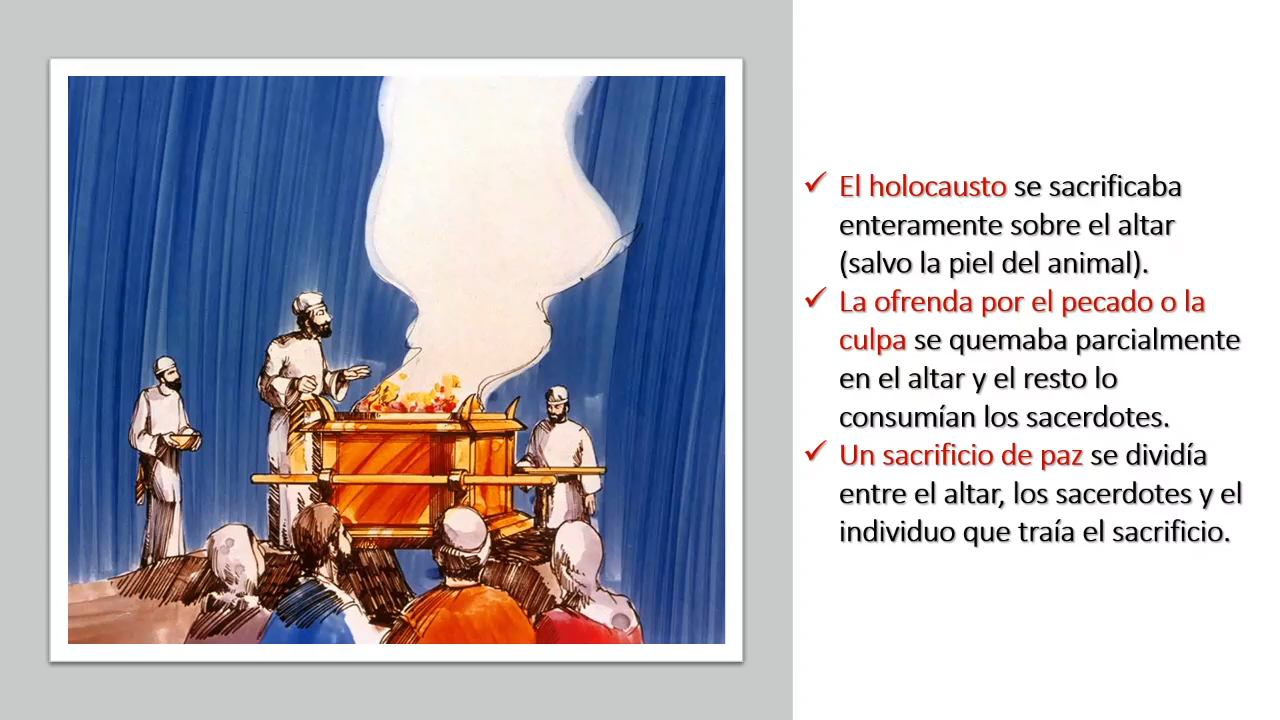 ✓ El holocausto se sacrificaba
enteramente sobre el altar
(salvo la piel del animal).
✓ La ofrenda por el pecado o la
culpa se quemaba parcialmente
en el altar y el resto lo
consumían los sacerdotes.
✓ Un sacrificio de paz se dividía
entre el altar, los sacerdotes y el
individuo que traía el sacrificio.